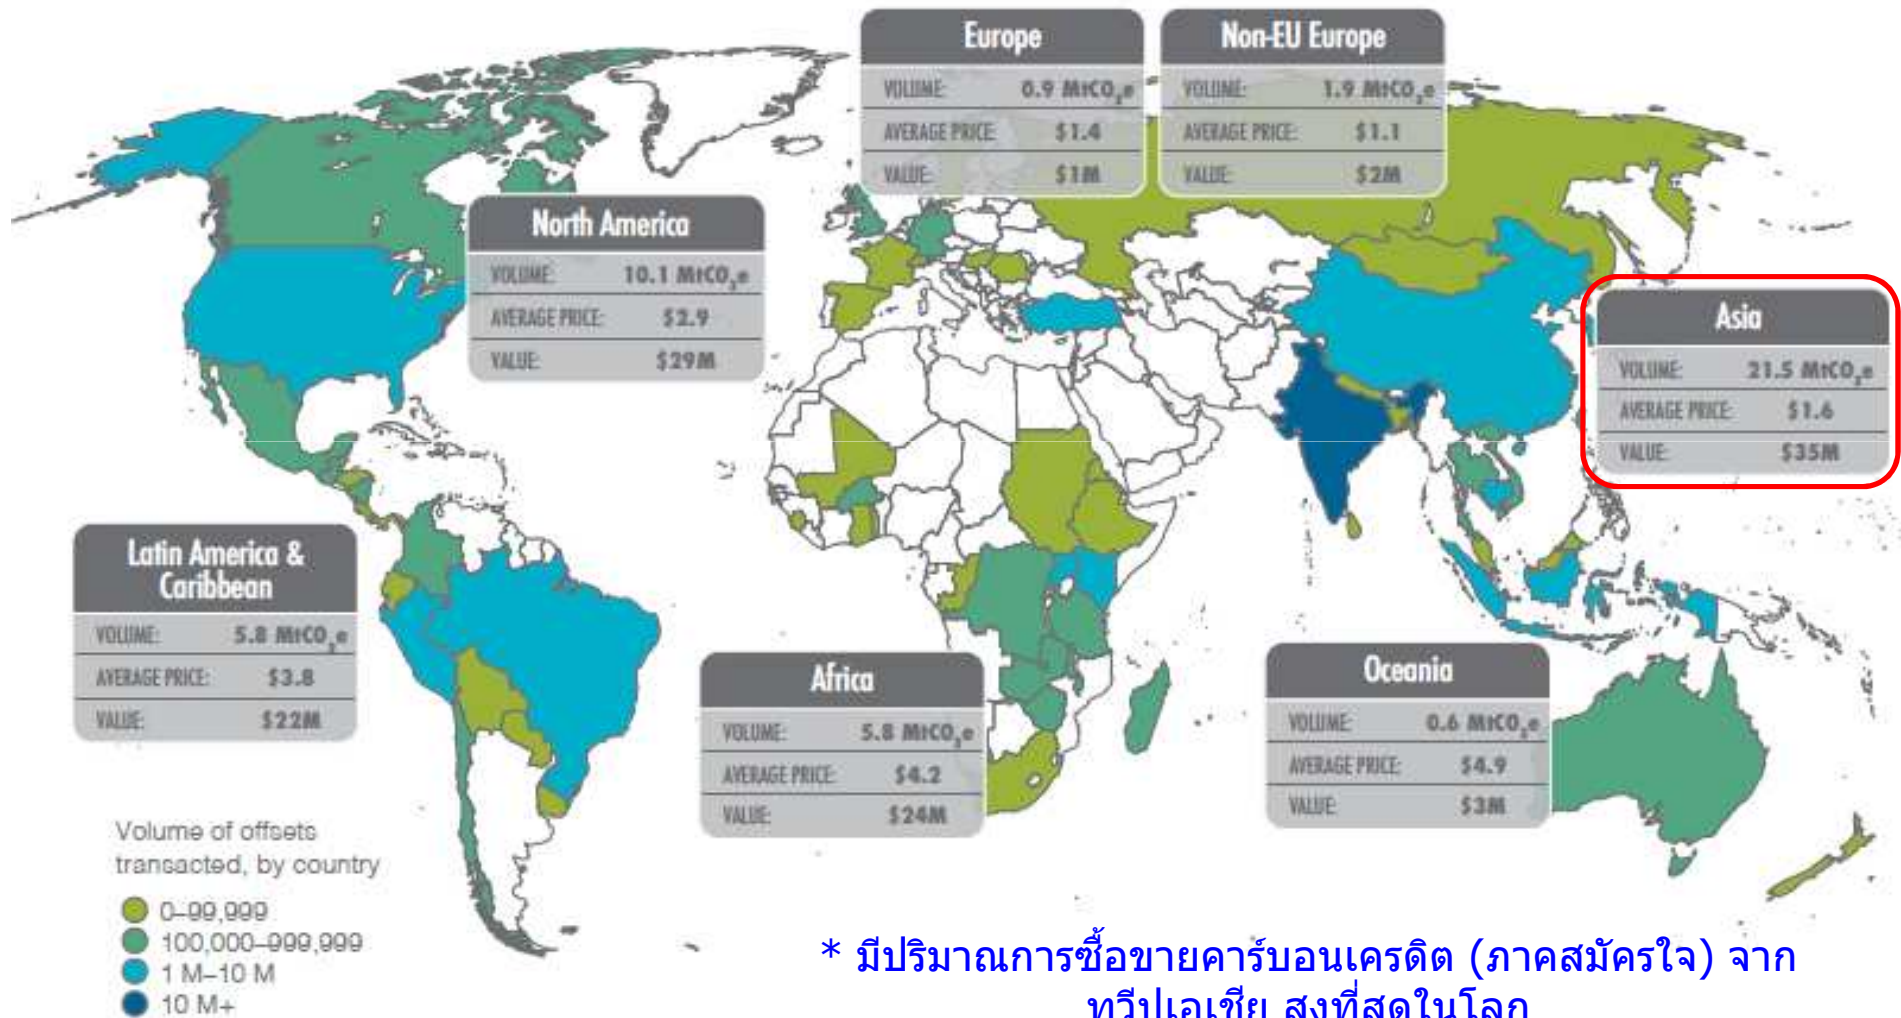 Europe
VOLUME: 0.9 MtCO₂e
AVERAGE PRICE: $1.4
VALUE: $1M
Non-EU Europe
VOLUME: 1.9 MtCO₂e
AVERAGE PRICE: $1.1
VALUE: $2M
North America
VOLUME: 10.1 MtCO₂e
AVERAGE PRICE: $2.9
VALUE: $29M
Asia
VOLUME: 21.5 MtCO₂e
AVERAGE PRICE: $1.6
VALUE: $35M
Latin America &
Caribbean
VOLUME: 5.8 MtCO₂e
AVERAGE PRICE: $3.8
VALUE: $22M
Africa
VOLUME: 5.8 MtCO₂e
AVERAGE PRICE: $4.2
VALUE: $24M
Oceania
VOLUME: 0.6 MtCO₂e
AVERAGE PRICE: $4.9
VALUE: $3M
Volume of offsets
transacted, by country
0–99,999
100,000–999,999
1 M–10 M
10 M+
* มีปริมาณการซื้อขายคาร์บอนเครดิต (ภาคสมัครใจ) จาก
ทวีปเอเชีย สูงที่สุดในโลก